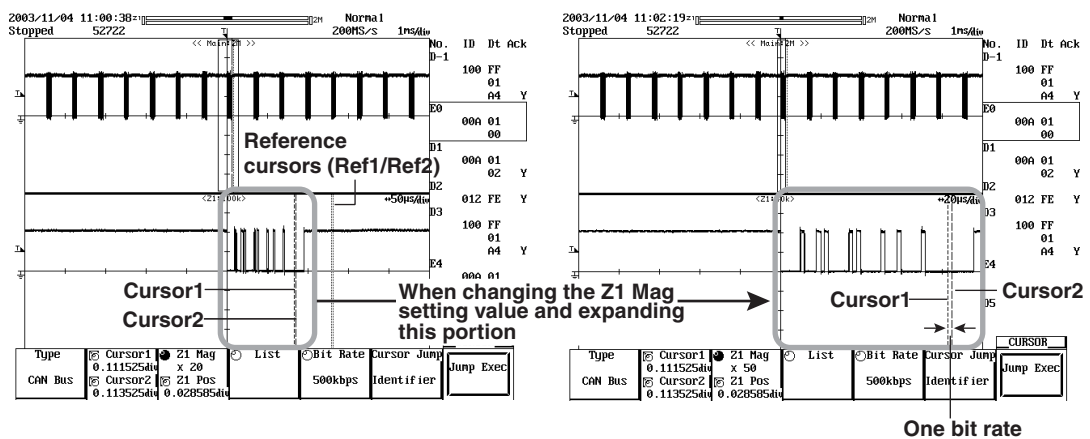 2003/11/04 11:00:38
Z1
2M
Normal
Stopped
52722
200MS/s
1ms/div
<< Main:2M >>
No. ID Dt Ack
D-1
100 FF
01
A4 Y
E0
00A 01
00
D1
00A 01
02 Y
D2
012 FE Y
D3
100 FF
01
A4 Y
E4
00A 01
Reference
cursors (Ref1/Ref2)
50µs/div
Cursor1
Cursor2
When changing the Z1 Mag
setting value and expanding
this portion
Type
CAN Bus
Cursor1
0.111525div
Cursor2
0.113525div
Z1 Mag
x 20
Z1 Pos
0.028585div
List
Bit Rate
500kbps
Cursor Jump
Identifier
Jump Exec
2003/11/04 11:02:19
Z1
2M
Normal
Stopped
52722
200MS/s
1ms/div
<< Main:2M >>
No. ID Dt Ack
D-1
100 FF
01
A4 Y
E0
00A 01
00
D1
00A 01
02 Y
D2
20µs/div
012 FE Y
D3
100 FF
01
A4 Y
E4
Cursor1
Cursor2
D5
CURSOR
Type
CAN Bus
Cursor1
0.111525div
Cursor2
0.113525div
Z1 Mag
x 50
Z1 Pos
0.028585div
List
Bit Rate
500kbps
Cursor Jump
Identifier
Jump Exec
One bit rate